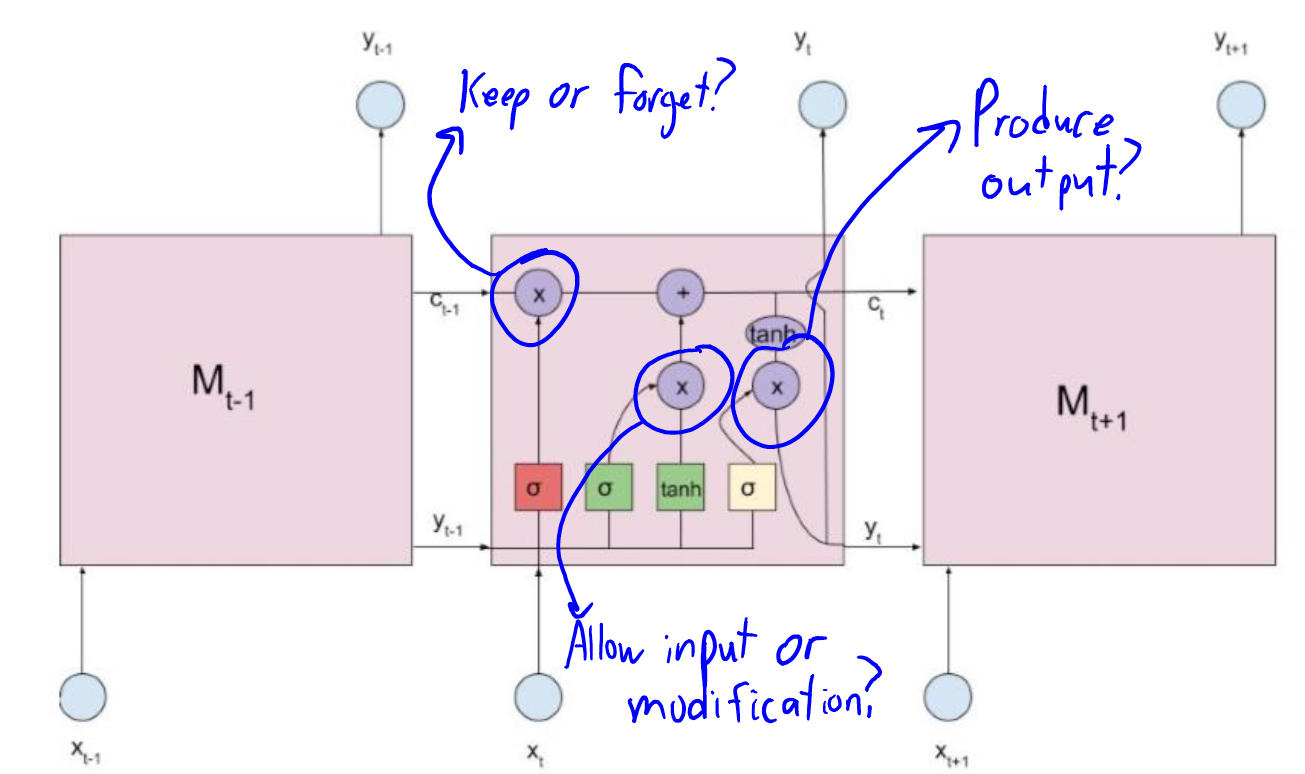 y_{t-1}
y_t
y_{t+1}
Keep or forget?
Produce
output?
c_{t-1}
x
+
c_t
tanh
M_{t-1}
x
x
M_{t+1}
σ
σ
tanh
σ
y_{t-1}
y_t
Allow input or
modification?
x_{t-1}
x_t
x_{t+1}